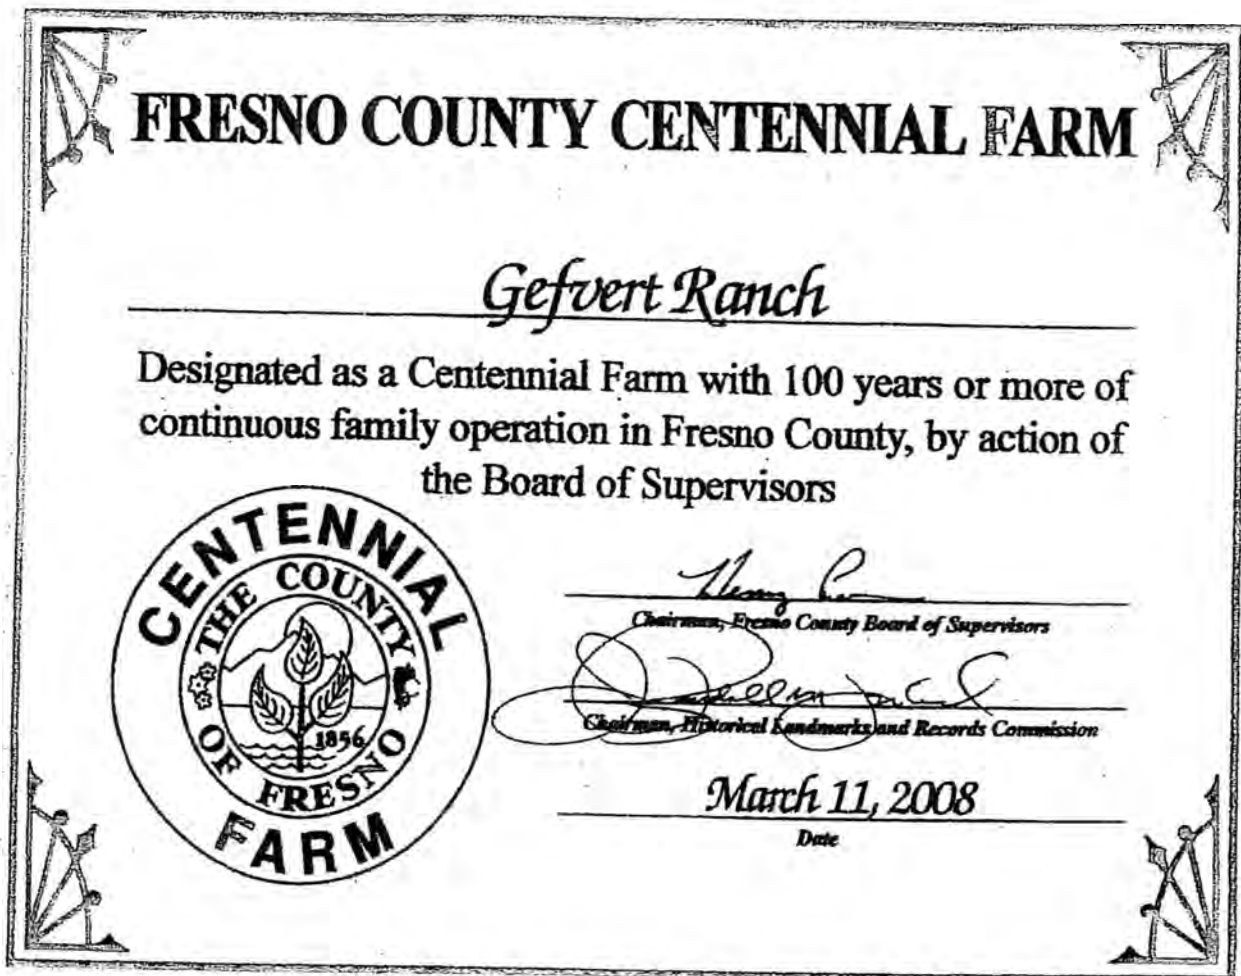 FRESNO COUNTY CENTENNIAL FARM
Gefvert Ranch
Designated as a Centennial Farm with 100 years or more of
continuous family operation in Fresno County, by action of
the Board of Supervisors
CENTENNIAL
THE COUNTY
1856
OF FRESNO
FARM
Henry
Chairman, Fresno County Board of Supervisors
Chairman, Historical Landmarks and Records Commission
March 11, 2008
Date